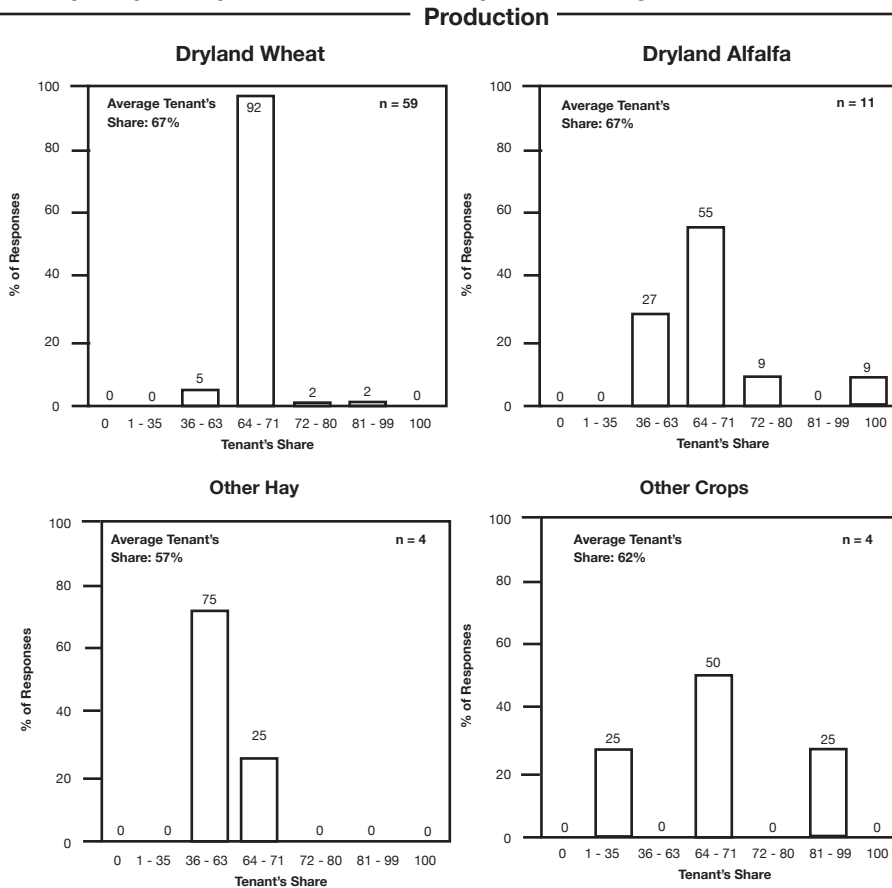 Production
Dryland Wheat
Average Tenant's
Share: 67%
n = 59
% of Responses
100
80
60
40
20
0
0 0 5 92 2 2 0
0 1 - 35 36 - 63 64 - 71 72 - 80 81 - 99 100
Tenant's Share
Dryland Alfalfa
Average Tenant's
Share: 67%
n = 11
% of Responses
100
80
60
40
20
0
0 0 27 55 9 0 9
0 1 - 35 36 - 63 64 - 71 72 - 80 81 - 99 100
Tenant's Share
Other Hay
Average Tenant's
Share: 57%
n = 4
% of Responses
100
80
60
40
20
0
0 0 75 25 0 0 0
0 1 - 35 36 - 63 64 - 71 72 - 80 81 - 99 100
Tenant's Share
Other Crops
Average Tenant's
Share: 62%
n = 4
% of Responses
100
80
60
40
20
0
0 25 0 50 0 25 0
0 1 - 35 36 - 63 64 - 71 72 - 80 81 - 99 100
Tenant's Share